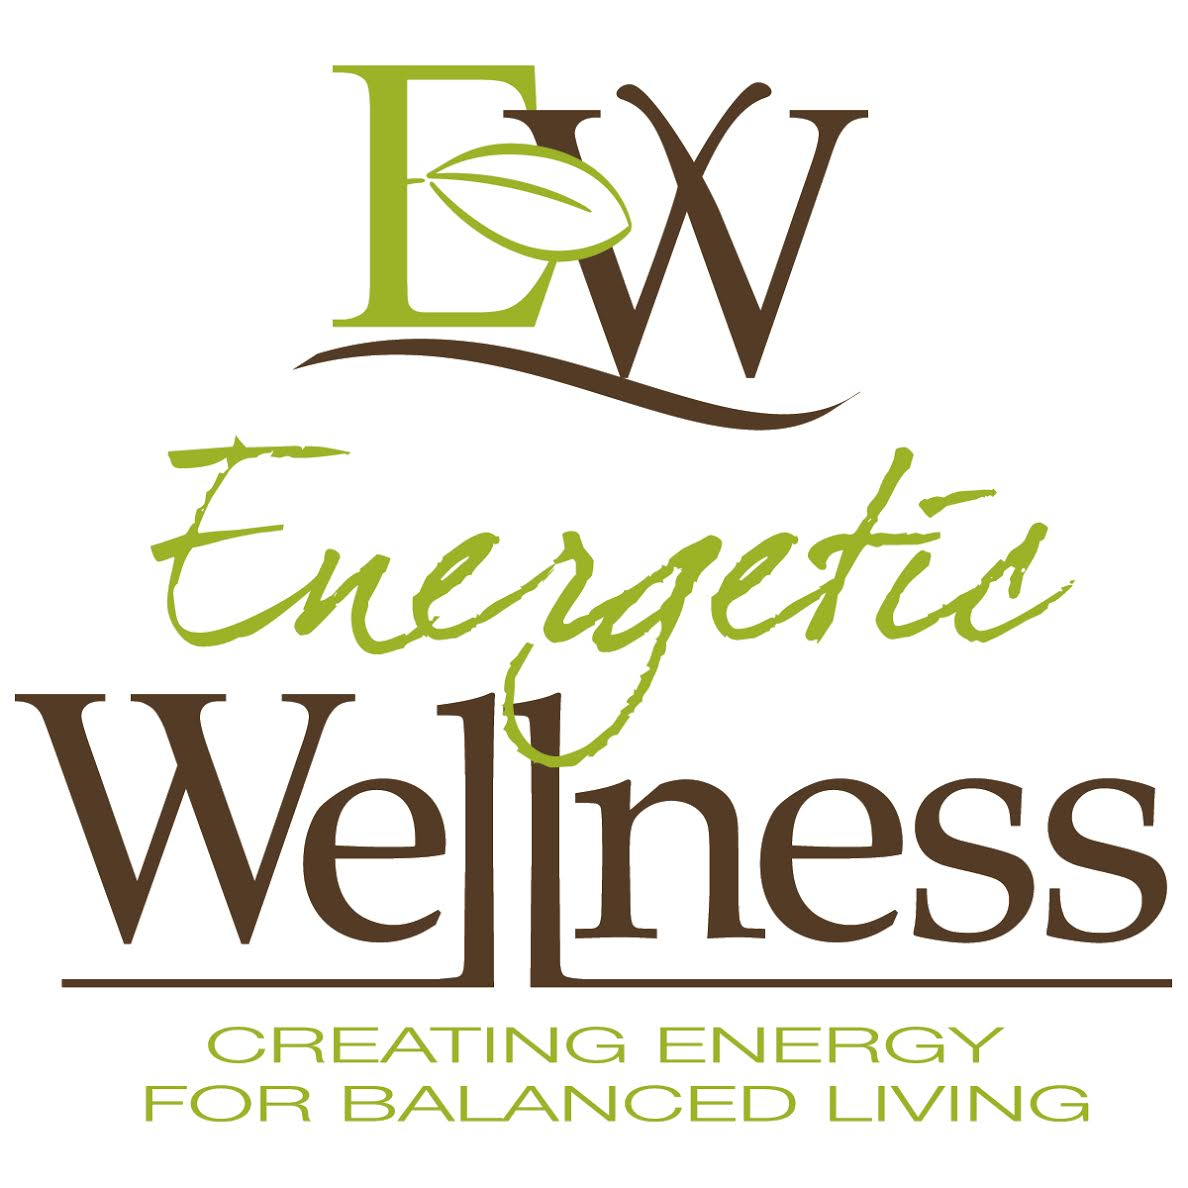 EW
Energetic
Wellness
CREATING ENERGY
FOR BALANCED LIVING